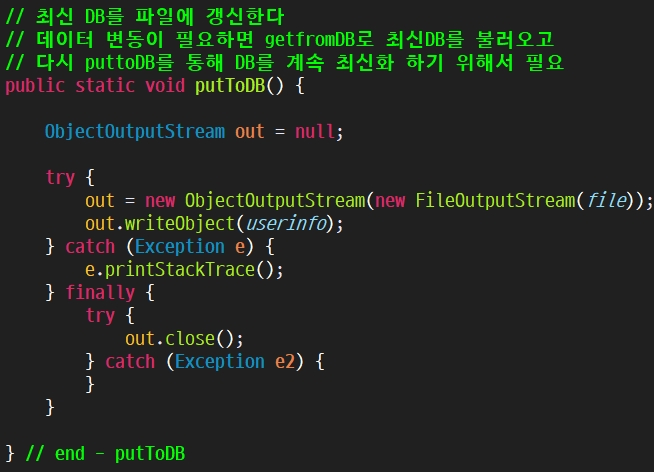 // 최신 DB를 파일에 갱신한다
// 데이터 변동이 필요하면 getfromDB로 최신DB를 불러오고
// 다시 puttoDB를 통해 DB를 계속 최신화 하기 위해서 필요
public static void putToDB() {
ObjectOutputStream out = null;
try {
out = new ObjectOutputStream(new FileOutputStream(file));
out.writeObject(userinfo);
} catch (Exception e) {
e.printStackTrace();
} finally {
try {
out.close();
} catch (Exception e2) {
}
}
} // end - putToDB